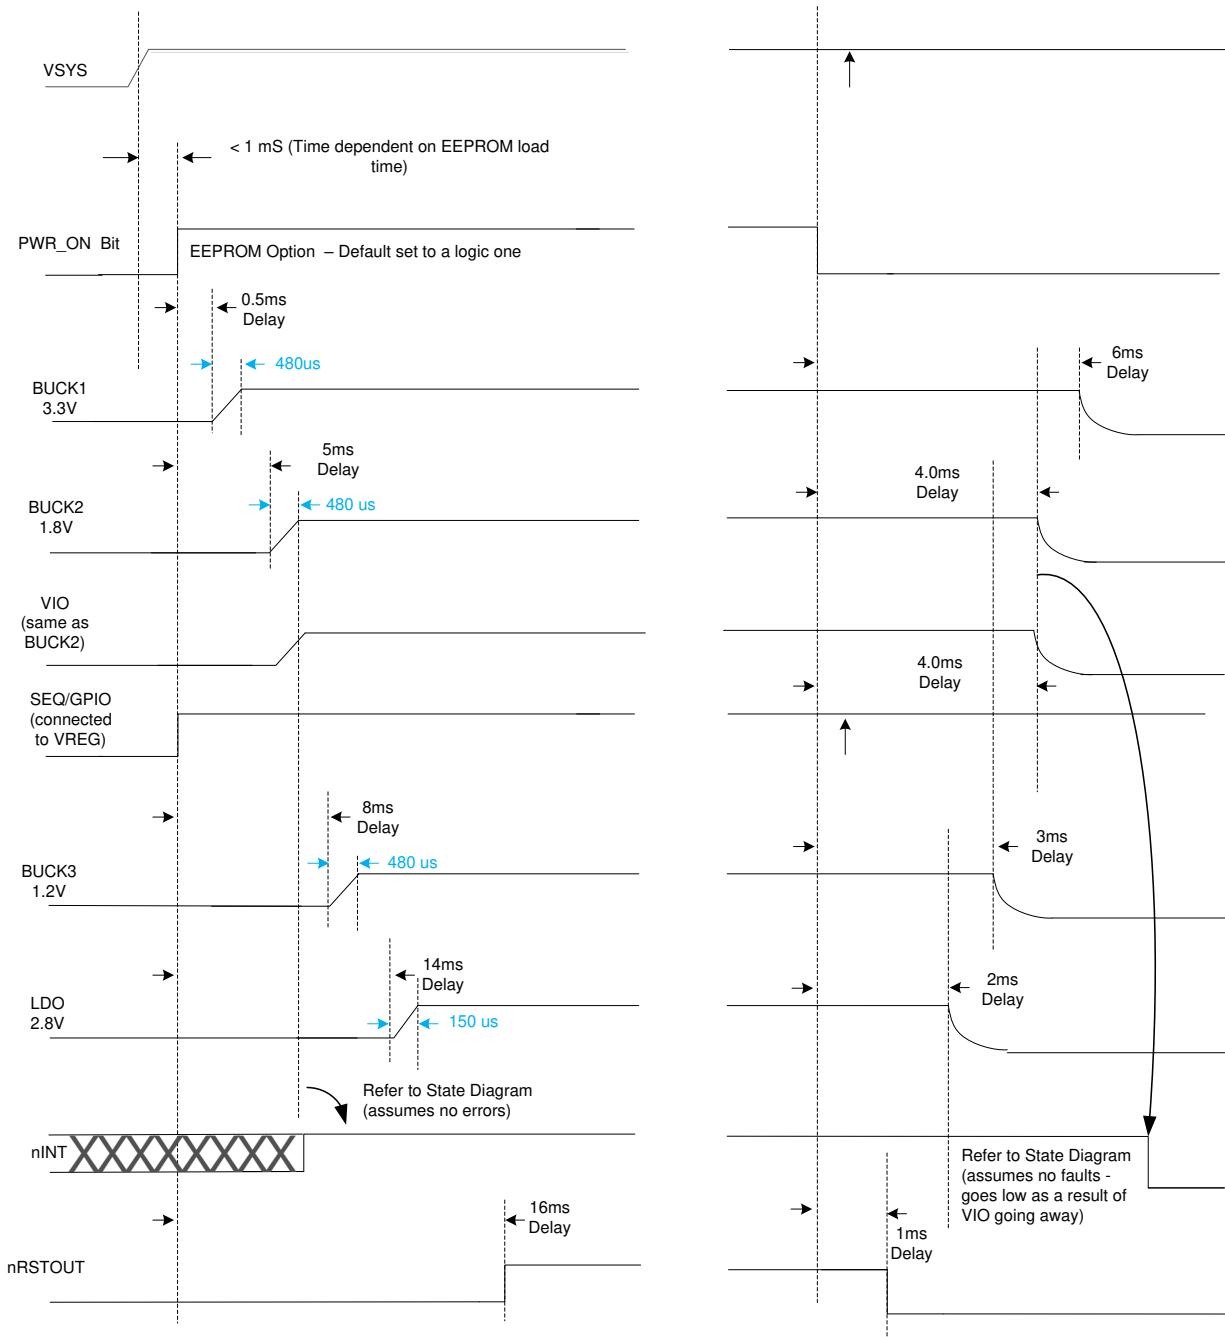 VSYS
< 1 mS (Time dependent on EEPROM load
time)
PWR_ON Bit
EEPROM Option – Default set to a logic one
0.5ms
Delay
480us
BUCK1
3.3V
6ms
Delay
5ms
Delay
480 us
BUCK2
1.8V
4.0ms
Delay
VIO
(same as
BUCK2)
4.0ms
Delay
SEQ/GPIO
(connected
to VREG)
8ms
Delay
480 us
BUCK3
1.2V
3ms
Delay
14ms
Delay
150 us
LDO
2.8V
2ms
Delay
Refer to State Diagram
(assumes no errors)
nINT
Refer to State Diagram
(assumes no faults -
goes low as a result of
VIO going away)
16ms
Delay
nRSTOUT
1ms
Delay